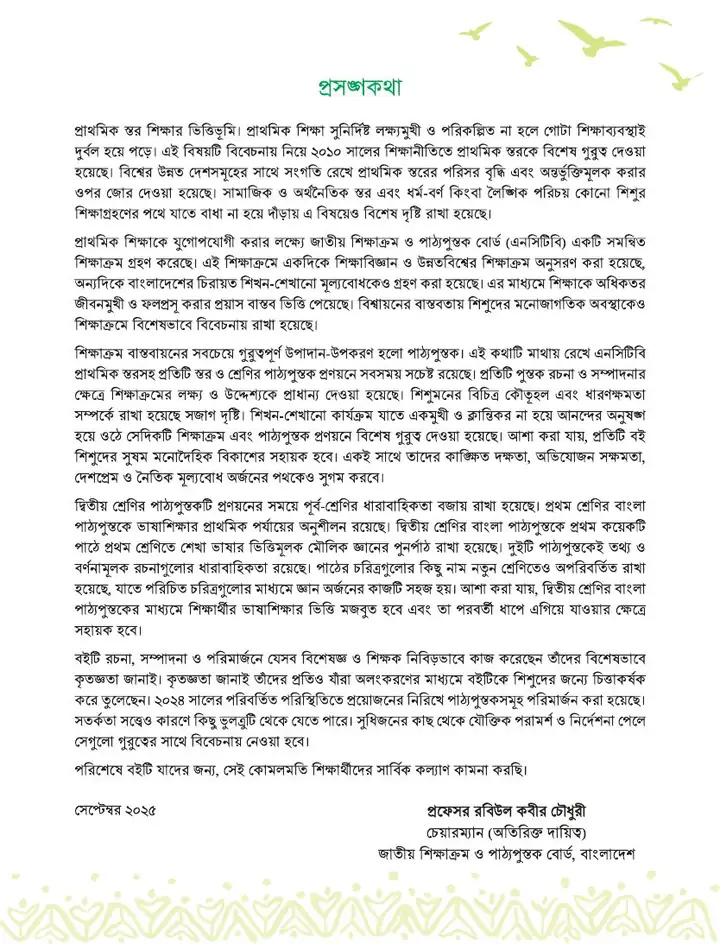 প্রসঙ্গকথা
প্রাথমিক স্তর শিক্ষার ভিত্তিভূমি। প্রাথমিক শিক্ষা সুনির্দিষ্ট লক্ষ্যমুখী ও পরিকল্পিত না হলে গোটা শিক্ষাব্যবস্থাই
দুর্বল হয়ে পড়ে। এই বিষয়টি বিবেচনায় নিয়ে ২০১০ সালের শিক্ষানীতিতে প্রাথমিক স্তরকে বিশেষ গুরুত্ব দেওয়া
হয়েছে। বিশ্বের উন্নত দেশসমূহের সাথে সংগতি রেখে প্রাথমিক স্তরের পরিসর বৃদ্ধি এবং অন্তর্ভুক্তিমূলক করার
ওপর জোর দেওয়া হয়েছে। সামাজিক ও অর্থনৈতিক স্তর এবং ধর্ম-বর্ণ কিংবা লৈঙ্গিক পরিচয় কোনো শিশুর
শিক্ষাগ্রহণের পথে যাতে বাধা না হয়ে দাঁড়ায় এ বিষয়েও বিশেষ দৃষ্টি রাখা হয়েছে।
প্রাথমিক শিক্ষাকে যুগোপযোগী করার লক্ষ্যে জাতীয় শিক্ষাক্রম ও পাঠ্যপুস্তক বোর্ড (এনসিটিবি) একটি সমন্বিত
শিক্ষাক্রম গ্রহণ করেছে। এই শিক্ষাক্রমে একদিকে শিক্ষাবিজ্ঞান ও উন্নতবিশ্বের শিক্ষাক্রম অনুসরণ করা হয়েছে,
অন্যদিকে বাংলাদেশের চিরায়ত শিখন-শেখানো মূল্যবোধকেও গ্রহণ করা হয়েছে। এর মাধ্যমে শিক্ষাকে অধিকতর
জীবনমুখী ও ফলপ্রসূ করার প্রয়াস বাস্তব ভিত্তি পেয়েছে। বিশ্বায়নের বাস্তবতায় শিশুদের মনোজাগতিক অবস্থাকেও
শিক্ষাক্রমে বিশেষভাবে বিবেচনায় রাখা হয়েছে।
শিক্ষাক্রম বাস্তবায়নের সবচেয়ে গুরুত্বপূর্ণ উপাদান-উপকরণ হলো পাঠ্যপুস্তক। এই কথাটি মাথায় রেখে এনসিটিবি
প্রাথমিক স্তরসহ প্রতিটি স্তর ও শ্রেণির পাঠ্যপুস্তক প্রণয়নে সবসময় সচেষ্ট রয়েছে। প্রতিটি পুস্তক রচনা ও সম্পাদনার
ক্ষেত্রে শিক্ষাক্রমের লক্ষ্য ও উদ্দেশ্যকে প্রাধান্য দেওয়া হয়েছে। শিশুমনের বিচিত্র কৌতূহল এবং ধারণক্ষমতা
সম্পর্কে রাখা হয়েছে সজাগ দৃষ্টি। শিখন-শেখানো কার্যক্রম যাতে একমুখী ও ক্লান্তিকর না হয়ে আনন্দের অনুষঙ্গ
হয়ে ওঠে সেদিকটি শিক্ষাক্রম এবং পাঠ্যপুস্তক প্রণয়নে বিশেষ গুরুত্ব দেওয়া হয়েছে। আশা করা যায়, প্রতিটি বই
শিশুদের সুষম মনোদৈহিক বিকাশের সহায়ক হবে। একই সাথে তাদের কাঙ্ক্ষিত দক্ষতা, অভিযোজন সক্ষমতা,
দেশপ্রেম ও নৈতিক মূল্যবোধ অর্জনের পথকেও সুগম করবে।
দ্বিতীয় শ্রেণির পাঠ্যপুস্তকটি প্রণয়নের সময়ে পূর্ব-শ্রেণির ধারাবাহিকতা বজায় রাখা হয়েছে। প্রথম শ্রেণির বাংলা
পাঠ্যপুস্তকে ভাষাশিক্ষার প্রাথমিক পর্যায়ের অনুশীলন রয়েছে। দ্বিতীয় শ্রেণির বাংলা পাঠ্যপুস্তকে প্রথম কয়েকটি
পাঠে প্রথম শ্রেণিতে শেখা ভাষার ভিত্তিমূলক মৌলিক জ্ঞানের পুনর্পাঠ রাখা হয়েছে। দুইটি পাঠ্যপুস্তকেই তথ্য ও
বর্ণনামূলক রচনাগুলোর ধারাবাহিকতা রয়েছে। পাঠের চরিত্রগুলোর কিছু নাম নতুন শ্রেণিতেও অপরিবর্তিত রাখা
হয়েছে, যাতে পরিচিত চরিত্রগুলোর মাধ্যমে জ্ঞান অর্জনের কাজটি সহজ হয়। আশা করা যায়, দ্বিতীয় শ্রেণির বাংলা
পাঠ্যপুস্তকের মাধ্যমে শিক্ষার্থীর ভাষাশিক্ষার ভিত্তি মজবুত হবে এবং তা পরবর্তী ধাপে এগিয়ে যাওয়ার ক্ষেত্রে
সহায়ক হবে।
বইটি রচনা, সম্পাদনা ও পরিমার্জনে যেসব বিশেষজ্ঞ ও শিক্ষক নিবিড়ভাবে কাজ করেছেন তাঁদের বিশেষভাবে
কৃতজ্ঞতা জানাই। কৃতজ্ঞতা জানাই তাঁদের প্রতিও যাঁরা অলংকরণের মাধ্যমে বইটিকে শিশুদের জন্যে চিত্তাকর্ষক
করে তুলেছেন। ২০২৪ সালের পরিবর্তিত পরিস্থিতিতে প্রয়োজনের নিরিখে পাঠ্যপুস্তকসমূহ পরিমার্জন করা হয়েছে।
সতর্কতা সত্ত্বেও কারণে কিছু ভুলত্রুটি থেকে যেতে পারে। সুধিজনের কাছ থেকে যৌক্তিক পরামর্শ ও নির্দেশনা পেলে
সেগুলো গুরুত্বের সাথে বিবেচনায় নেওয়া হবে।
পরিশেষে বইটি যাদের জন্য, সেই কোমলমতি শিক্ষার্থীদের সার্বিক কল্যাণ কামনা করছি।
সেপ্টেম্বর ২০২৫
প্রফেসর রবিউল কবীর চৌধুরী
চেয়ারম্যান (অতিরিক্ত দায়িত্ব)
জাতীয় শিক্ষাক্রম ও পাঠ্যপুস্তক বোর্ড, বাংলাদেশ